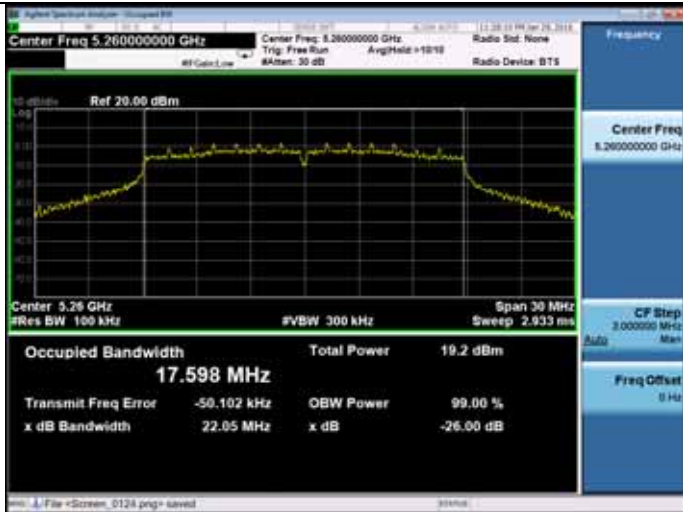 Agilent Spectrum Analyzer - Occupied BW
Center Freq 5.260000000 GHz
Center Freq: 5.260000000 GHz
Radio Std: None
Trig: Free Run
Avg|Hold:>10/10
#IFGain:Low
#Atten: 30 dB
Radio Device: BTS
Frequency
10 dB/div
Ref 20.00 dBm
Log
Center Freq
5.260000000 GHz
Center 5.26 GHz
Span 30 MHz
#Res BW 100 kHz
#VBW 300 kHz
Sweep 2.933 ms
CF Step
3.000000 MHz
Auto
Man
Occupied Bandwidth
Total Power
19.2 dBm
17.598 MHz
Freq Offset
0 Hz
Transmit Freq Error
-50.102 kHz
OBW Power
99.00 %
x dB Bandwidth
22.05 MHz
x dB
-26.00 dB
File <Screen_0124.png> saved
STATUS